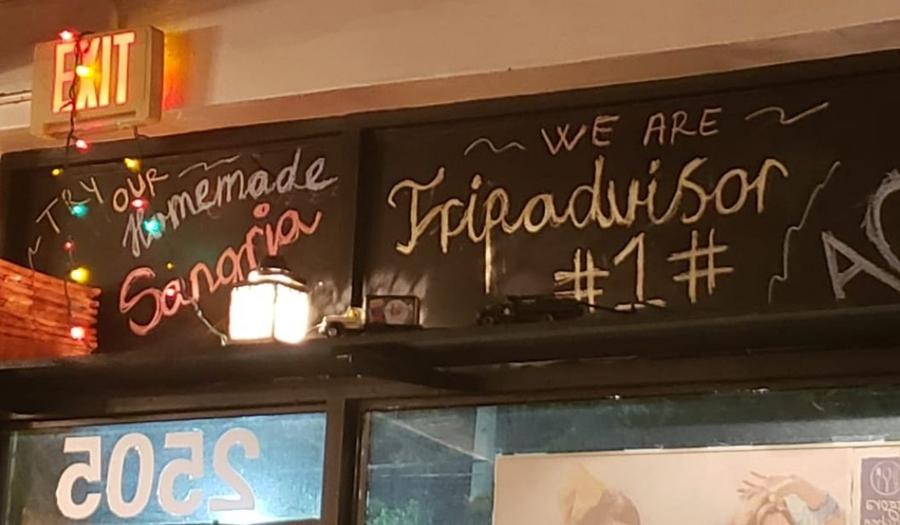 EXIT
~ TRY OUR ~
Homemade
Sangria
~ WE ARE ~
Tripadvisor
#1#
2505